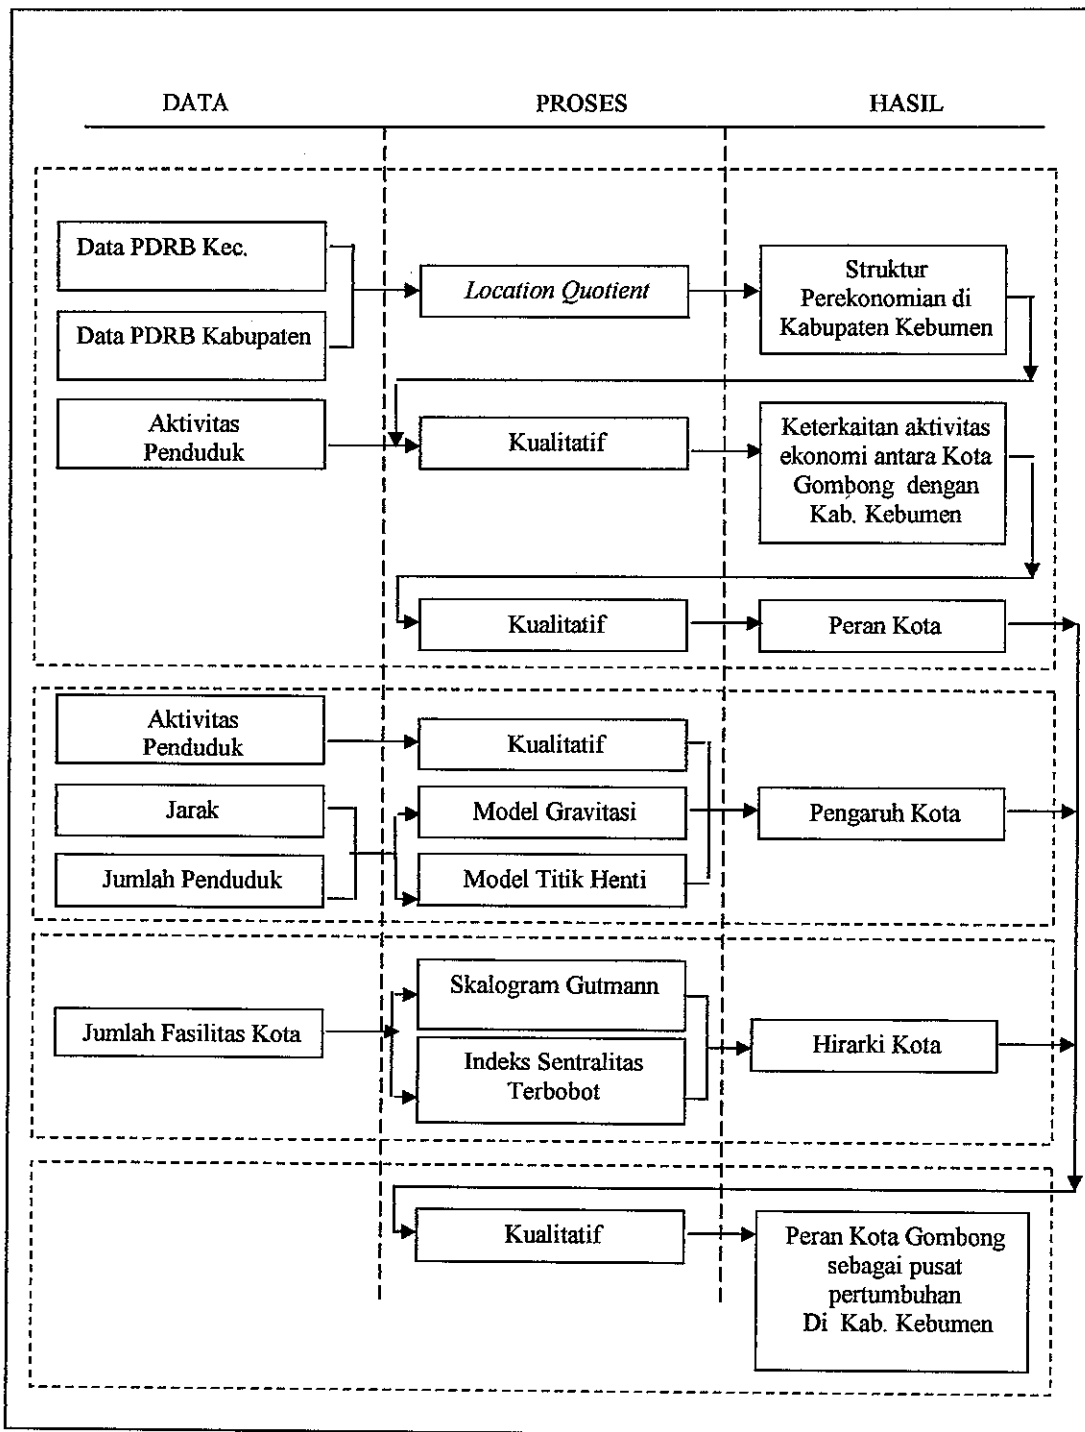 DATA
PROSES
HASIL
Data PDRB Kec.
Data PDRB Kabupaten
Location Quotient
Struktur
Perekonomian di
Kabupaten Kebumen
Aktivitas
Penduduk
Kualitatif
Keterkaitan aktivitas
ekonomi antara Kota
Gombong dengan
Kab. Kebumen
Kualitatif
Peran Kota
Aktivitas
Penduduk
Jarak
Jumlah Penduduk
Kualitatif
Model Gravitasi
Model Titik Henti
Pengaruh Kota
Jumlah Fasilitas Kota
Skalogram Gutmann
Indeks Sentralitas
Terbobot
Hirarki Kota
Kualitatif
Peran Kota Gombong
sebagai pusat
pertumbuhan
Di Kab. Kebumen